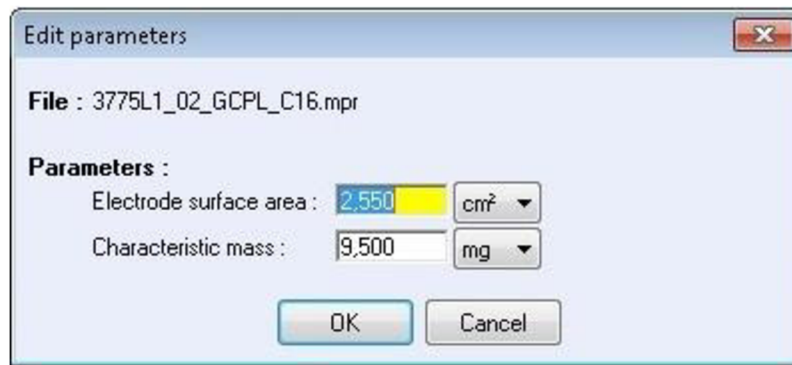 Edit parameters
File : 3775L1_02_GCPL_C16.mpr
Parameters :
Electrode surface area : 2,550 cm²
Characteristic mass : 9,500 mg
OK Cancel